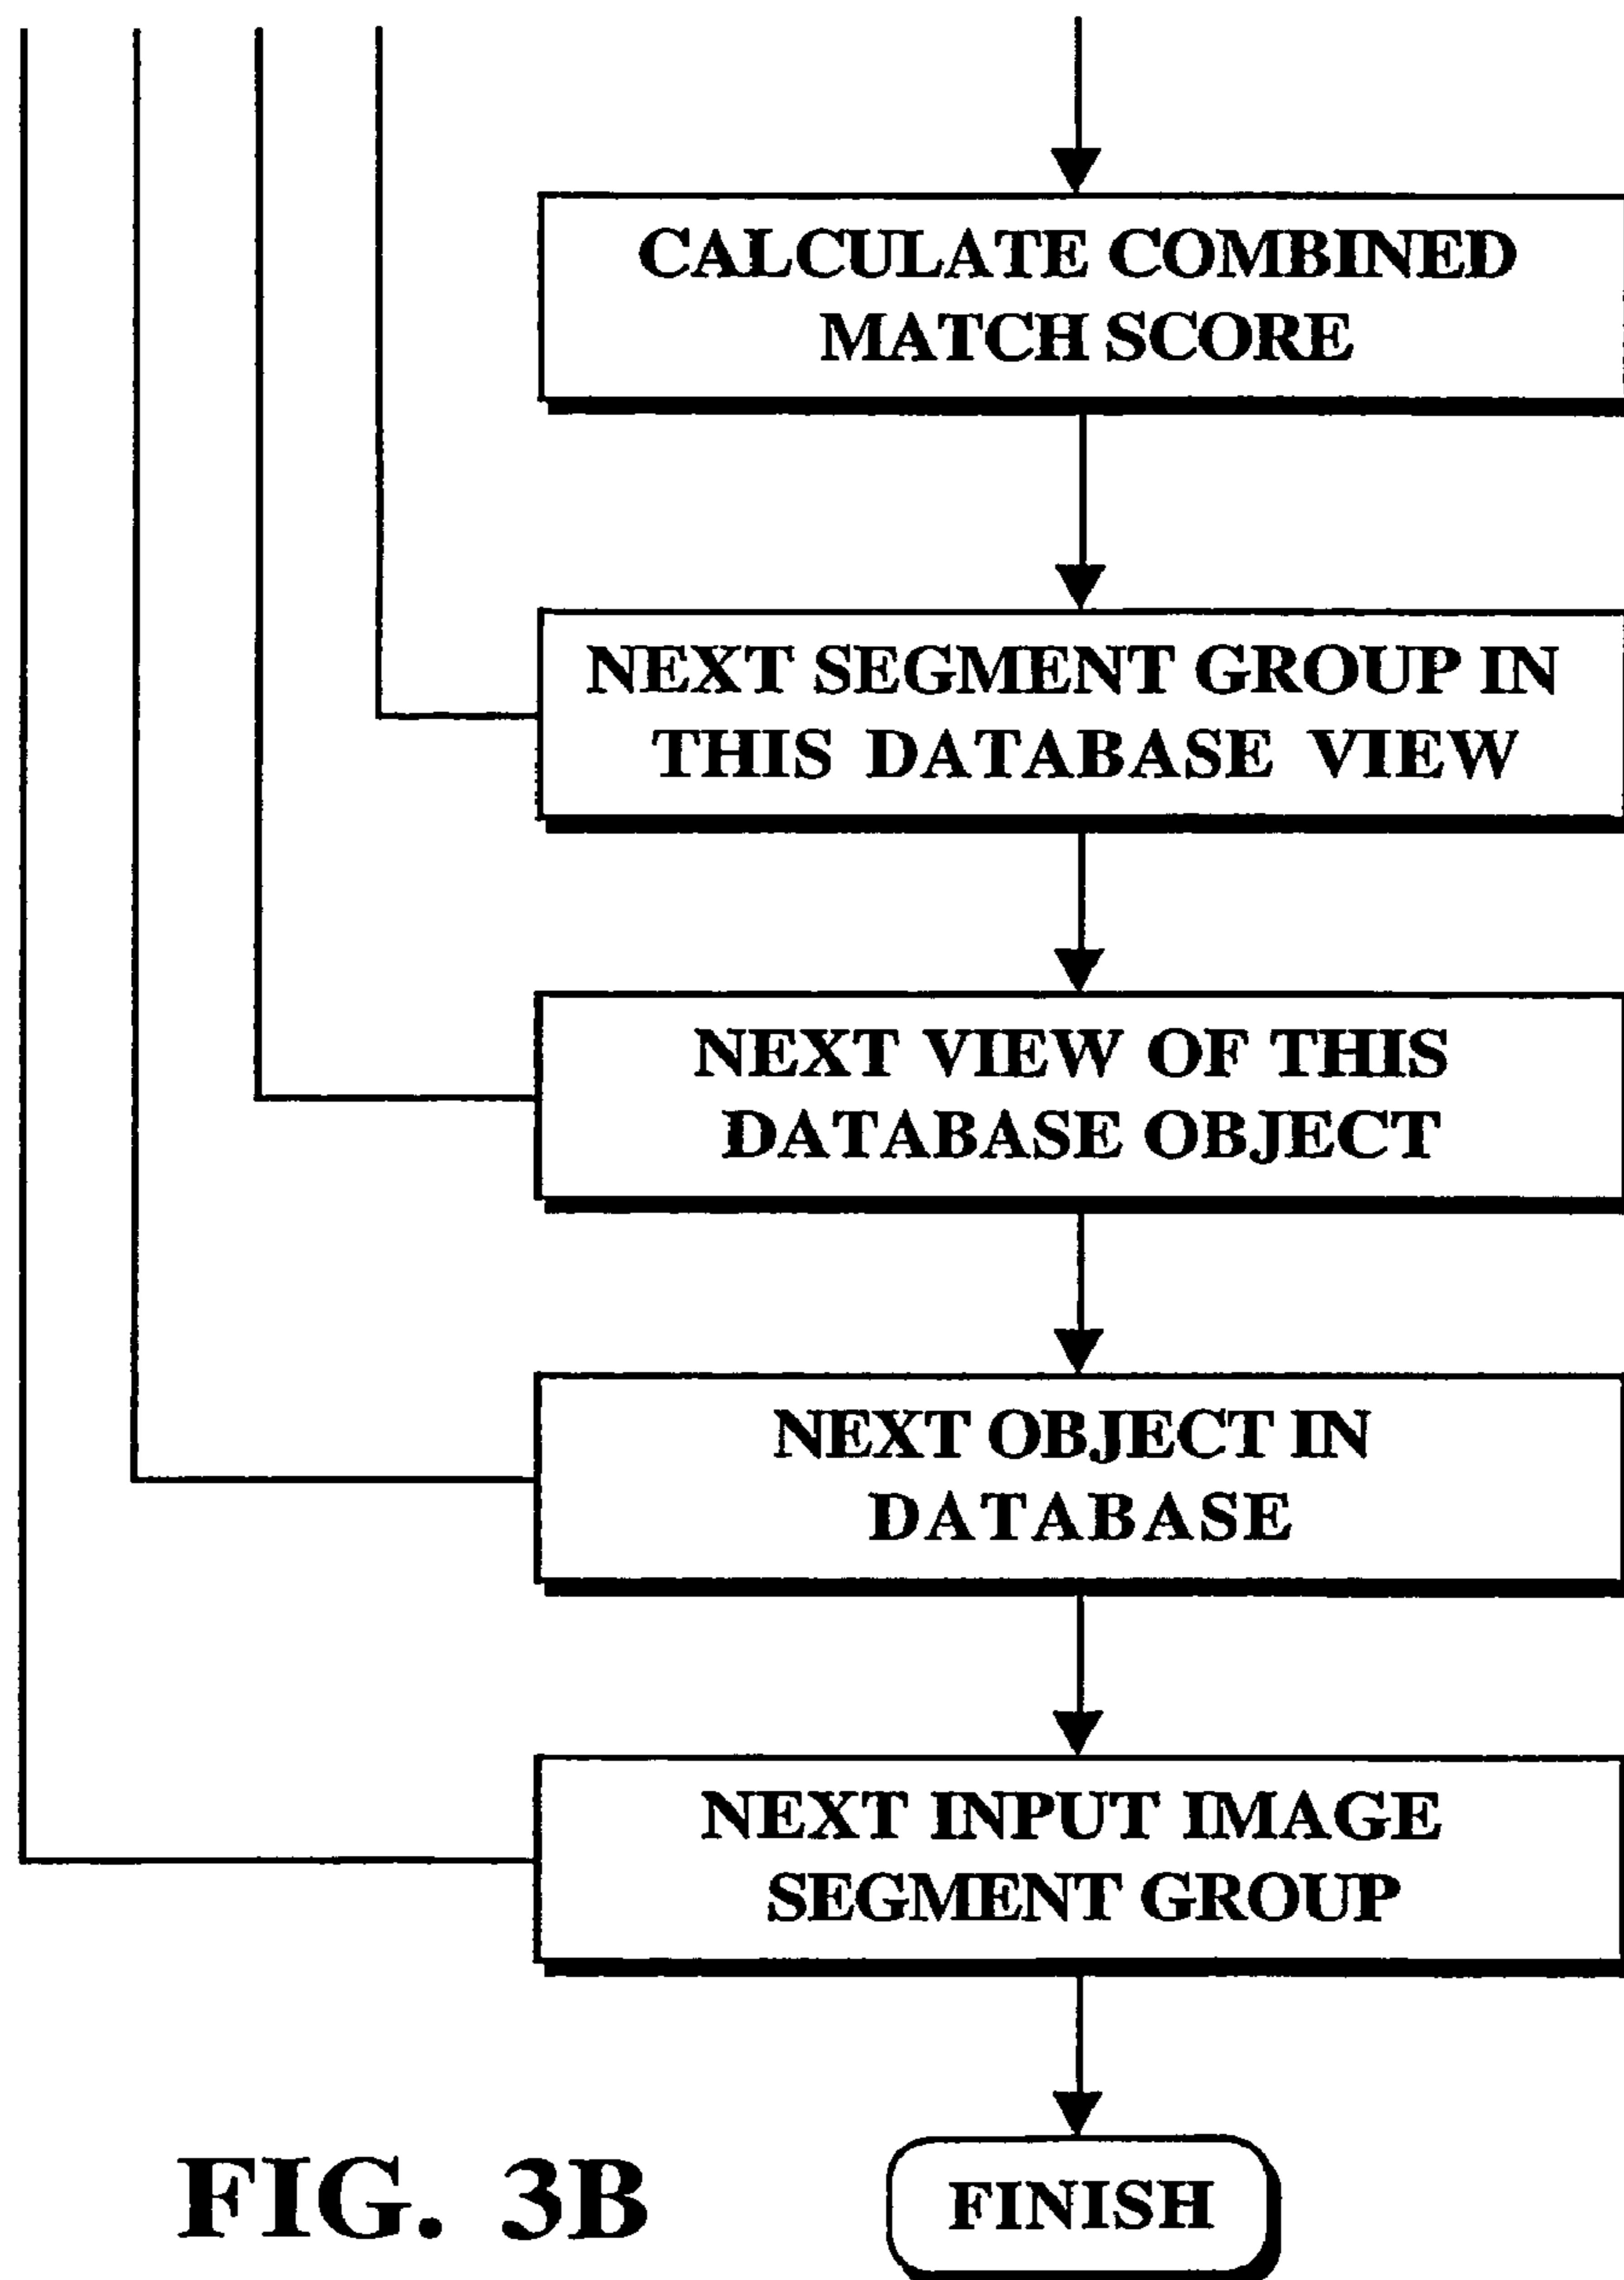 CALCULATE COMBINED
MATCH SCORE
NEXT SEGMENT GROUP IN
THIS DATABASE VIEW
NEXT VIEW OF THIS
DATABASE OBJECT
NEXT OBJECT IN
DATABASE
NEXT INPUT IMAGE
SEGMENT GROUP
FINISH
FIG. 3B